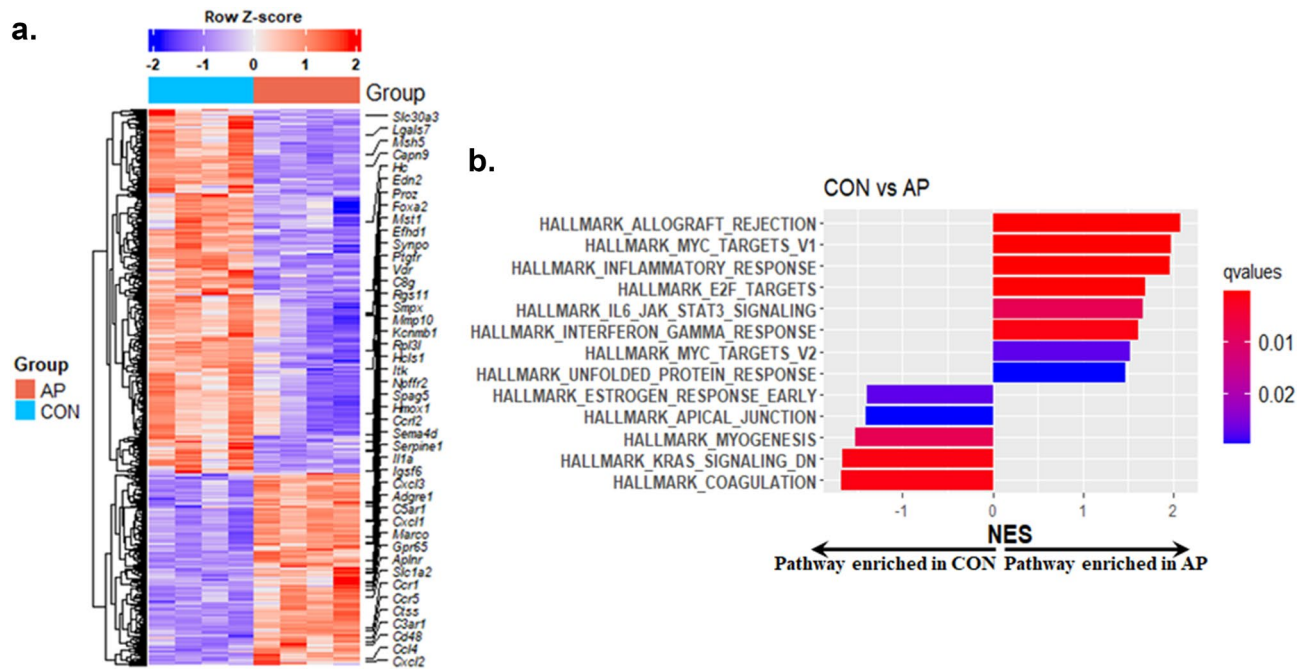 a.
Row Z-score
-2 -1 0 1 2
Group
Slc30a3
Lgals7
Msh5
Capn9
Hc
Edn2
Proz
Foxa2
Mst1
Efhd1
Synpo
Ptgfr
Vdr
C8g
Rgs11
Smpx
Mmp10
Kcnmb1
Rpl3l
Hcls1
Itk
Npffr2
Spag5
Hmox1
Ccrl2
Sema4d
Serpine1
Il1a
Igsf6
Cxcl3
Adgre1
C5ar1
Cxcl1
Marco
Gpr65
Aplnr
Slc1a2
Ccr1
Ccr5
Ctss
C3ar1
Cd48
Ccl4
Cxcl2
Group
AP
CON
b.
CON vs AP
HALLMARK_ALLOGRAFT_REJECTION
HALLMARK_MYC_TARGETS_V1
HALLMARK_INFLAMMATORY_RESPONSE
HALLMARK_E2F_TARGETS
HALLMARK_IL6_JAK_STAT3_SIGNALING
HALLMARK_INTERFERON_GAMMA_RESPONSE
HALLMARK_MYC_TARGETS_V2
HALLMARK_UNFOLDED_PROTEIN_RESPONSE
HALLMARK_ESTROGEN_RESPONSE_EARLY
HALLMARK_APICAL_JUNCTION
HALLMARK_MYOGENESIS
HALLMARK_KRAS_SIGNALING_DN
HALLMARK_COAGULATION
-1 0 1 2
NES
Pathway enriched in CON Pathway enriched in AP
qvalues
0.01
0.02